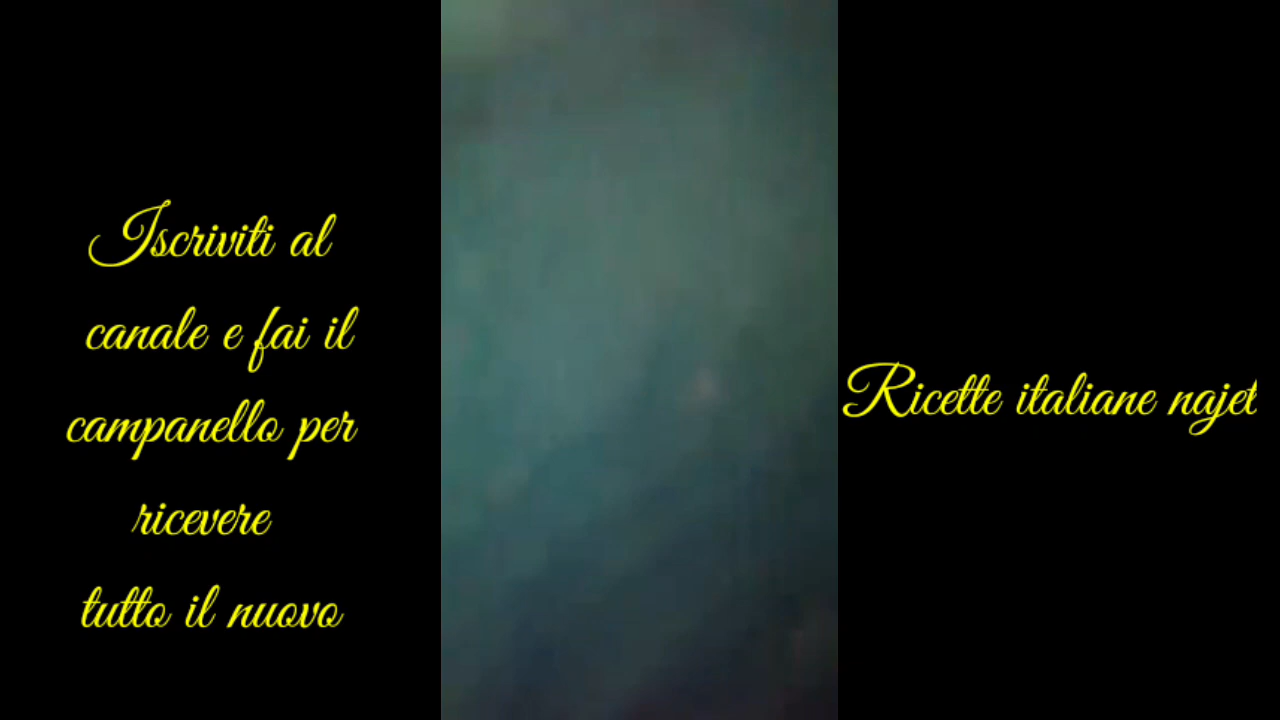 Iscriviti al
canale e fai il
campanello per
ricevere
tutto il nuovo
Ricette italiane najet